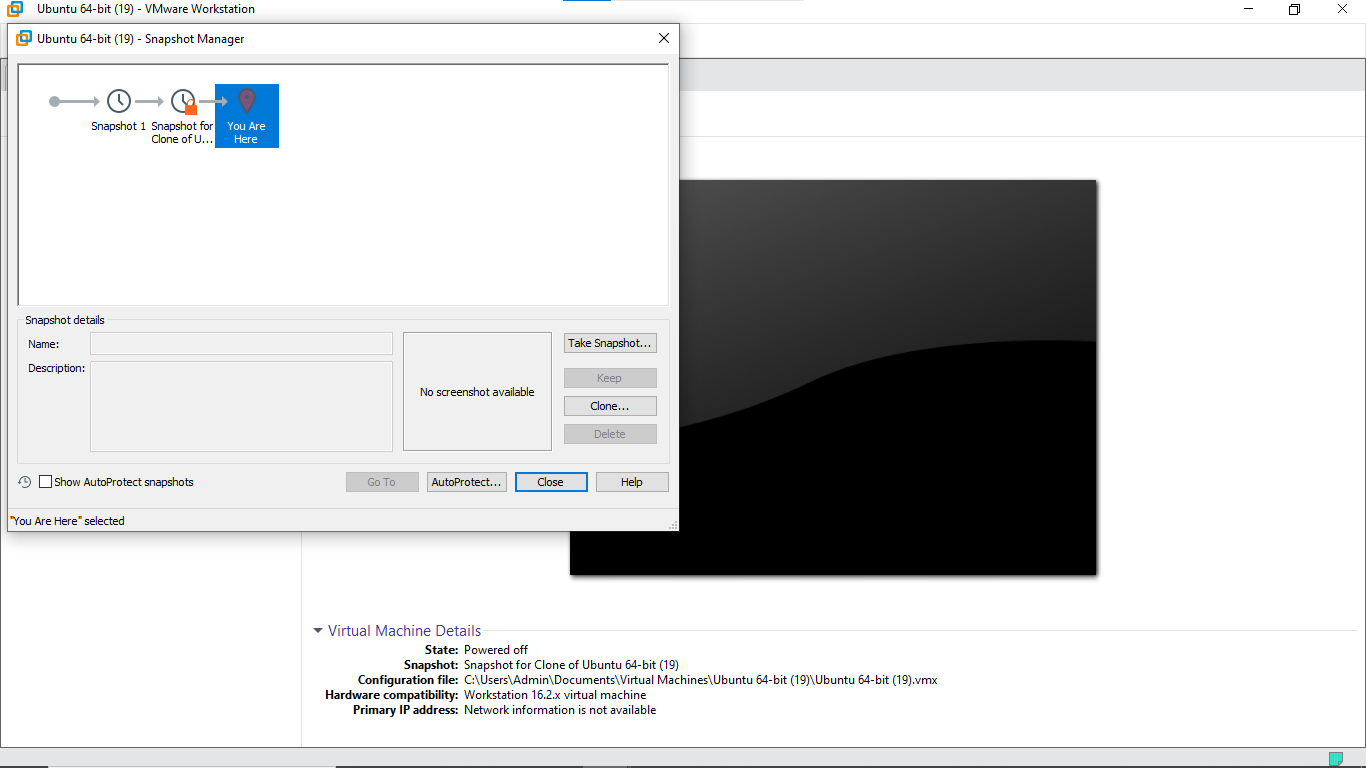 Ubuntu 64-bit (19) - VMware Workstation
Ubuntu 64-bit (19) - Snapshot Manager
Snapshot 1
Snapshot for
Clone of U...
You Are
Here
Snapshot details
Name:
Description:
No screenshot available
Take Snapshot...
Keep
Clone...
Delete
Show AutoProtect snapshots
Go To
AutoProtect...
Close
Help
"You Are Here" selected
Virtual Machine Details
State: Powered off
Snapshot: Snapshot for Clone of Ubuntu 64-bit (19)
Configuration file: C:\Users\Admin\Documents\Virtual Machines\Ubuntu 64-bit (19)\Ubuntu 64-bit (19).vmx
Hardware compatibility: Workstation 16.2.x virtual machine
Primary IP address: Network information is not available